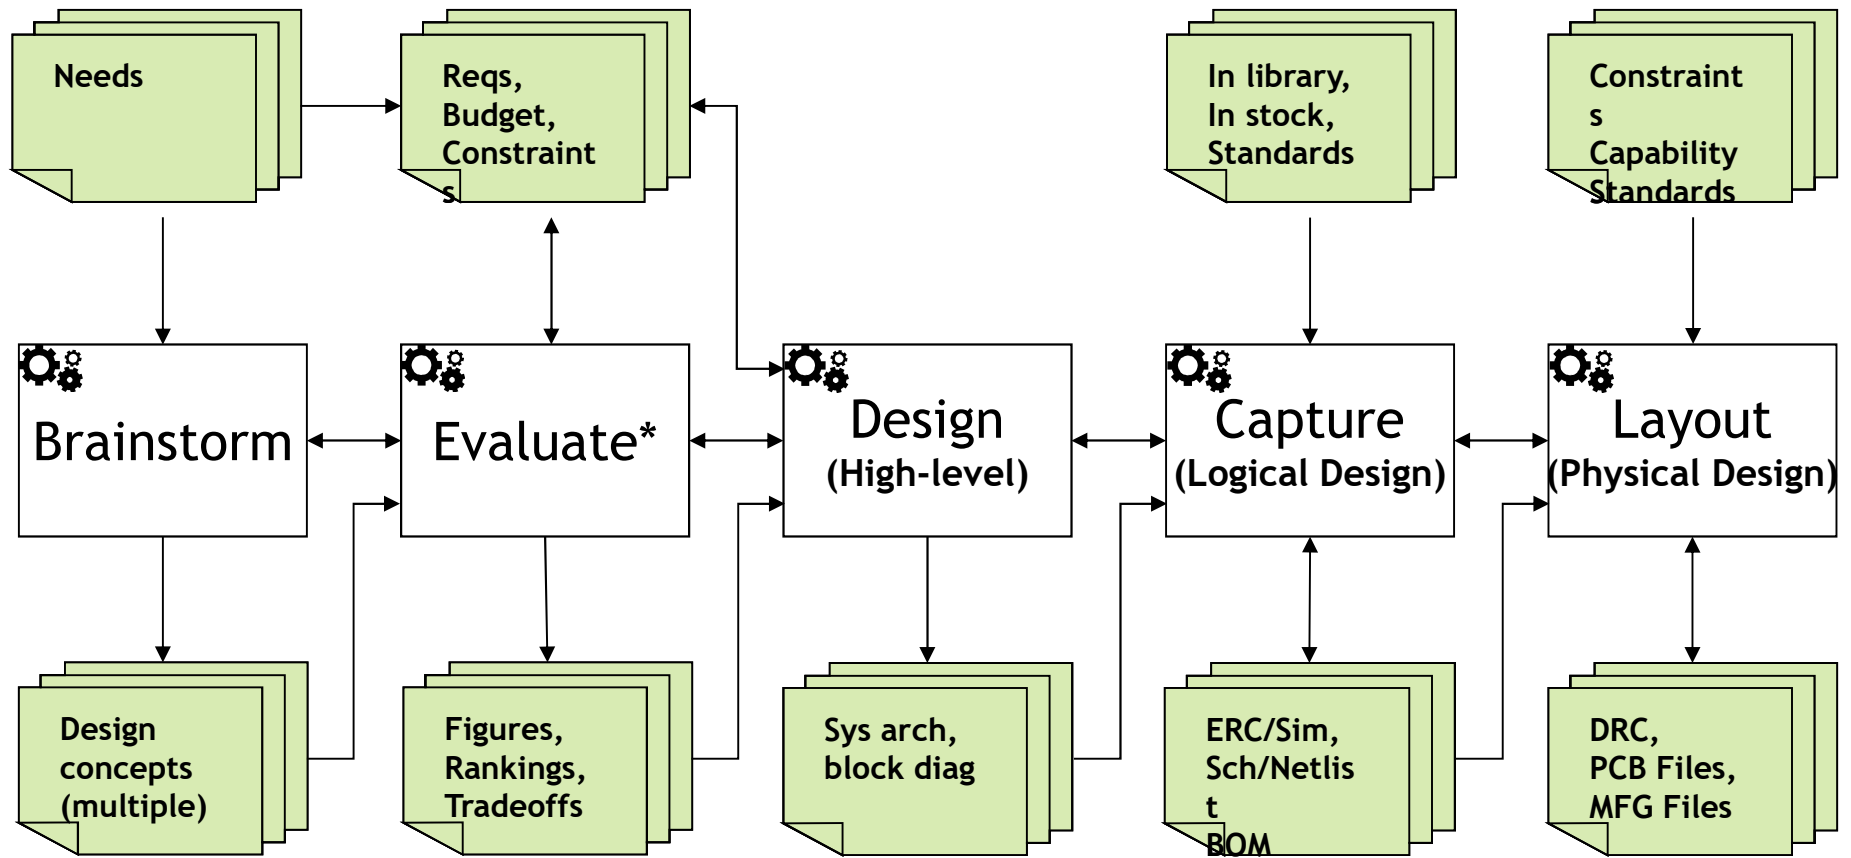 Needs
Reqs,
Budget,
Constraint
s
In library,
In stock,
Standards
Constraint
s
Capability
Standards
Brainstorm
Evaluate*
Design
(High-level)
Capture
(Logical Design)
Layout
(Physical Design)
Design
concepts
(multiple)
Figures,
Rankings,
Tradeoffs
Sys arch,
block diag
ERC/Sim,
Sch/Netlis
t
BOM
DRC,
PCB Files,
MFG Files